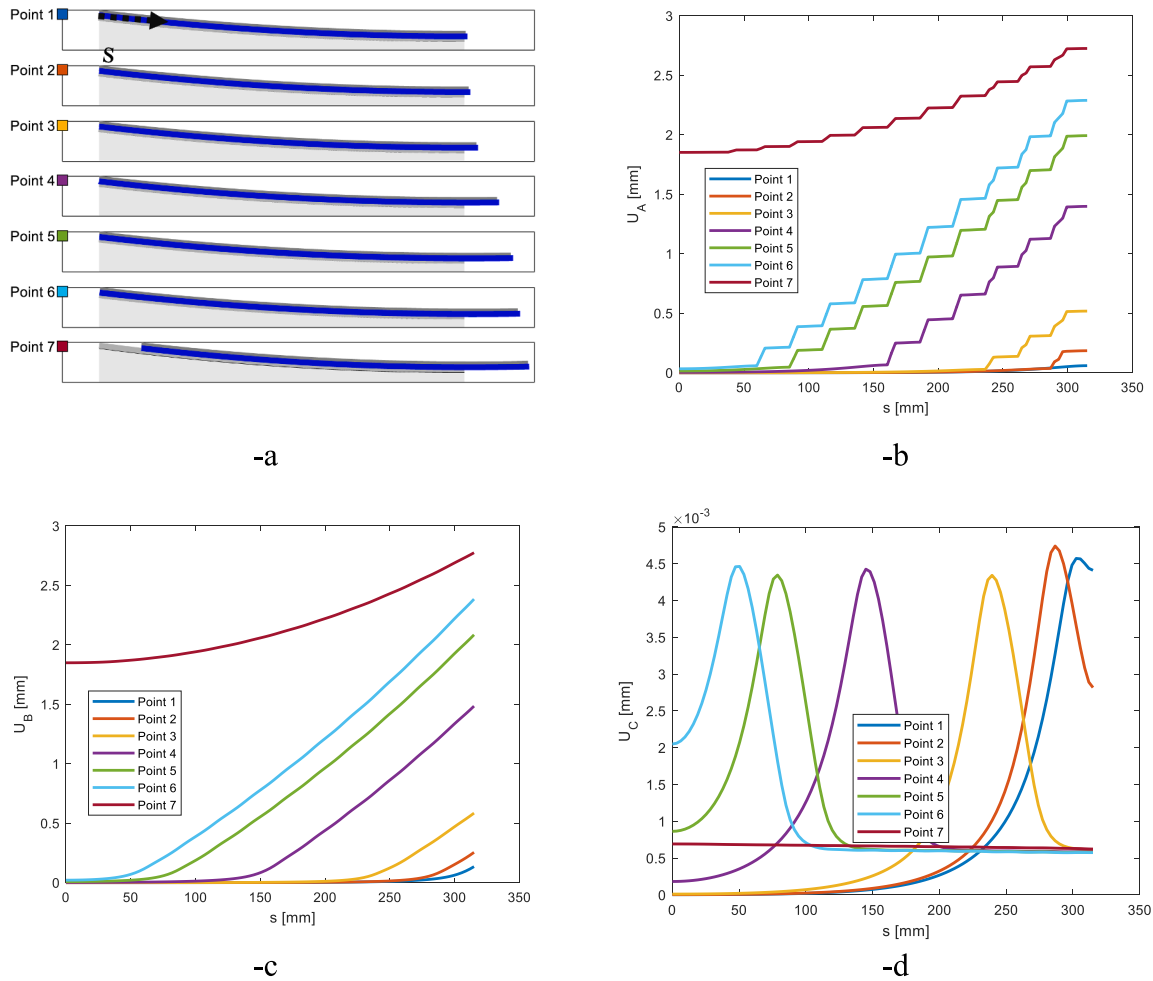 Point 1
S
Point 2
Point 3
Point 4
Point 5
Point 6
Point 7
-a
3
2.5
2
1.5
1
0.5
0
U_A [mm]
Point 1
Point 2
Point 3
Point 4
Point 5
Point 6
Point 7
0 50 100 150 200 250 300 350
s [mm]
-b
3
2.5
2
1.5
1
0.5
0
U_B [mm]
Point 1
Point 2
Point 3
Point 4
Point 5
Point 6
Point 7
0 50 100 150 200 250 300 350
s [mm]
-c
×10^-3
5
4.5
4
3.5
3
2.5
2
1.5
1
0.5
0
U_C [mm]
Point 1
Point 2
Point 3
Point 4
Point 5
Point 6
Point 7
0 50 100 150 200 250 300 350
s [mm]
-d